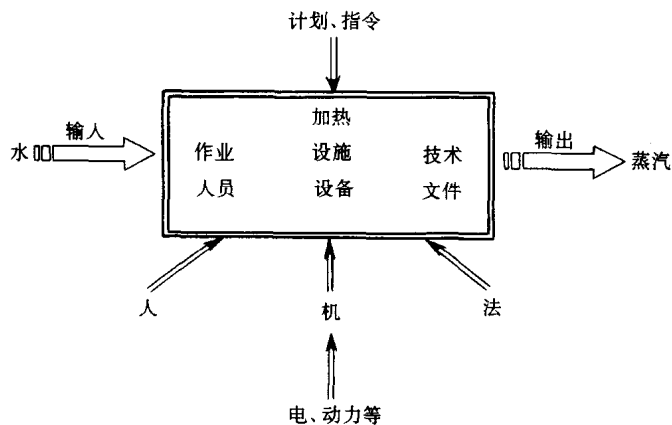 计划、指令
加热
水 输人 作业 设施 技术 输出 蒸汽
人员 设备 文件
人 机 法
电、动力等